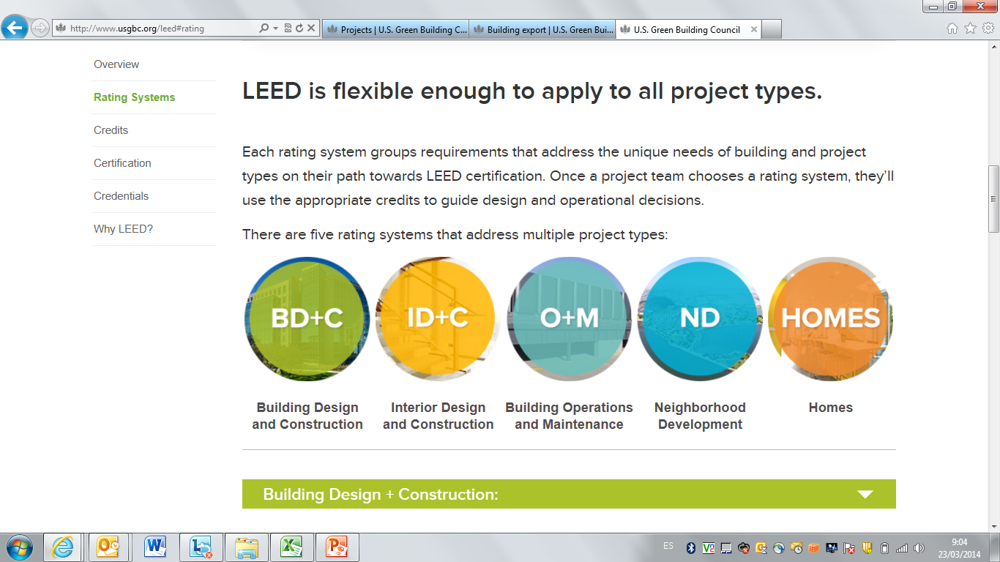 http://www.usgbc.org/leed#rating
Projects | U.S. Green Building C...
Building export | U.S. Green Buil...
U.S. Green Building Council
Overview
Rating Systems
Credits
Certification
Credentials
Why LEED?
LEED is flexible enough to apply to all project types.
Each rating system groups requirements that address the unique needs of building and project
types on their path towards LEED certification. Once a project team chooses a rating system, they’ll
use the appropriate credits to guide design and operational decisions.
There are five rating systems that address multiple project types:
BD+C
ID+C
O+M
ND
HOMES
Building Design
and Construction
Interior Design
and Construction
Building Operations
and Maintenance
Neighborhood
Development
Homes
Building Design + Construction:
ES
9:04
23/03/2014